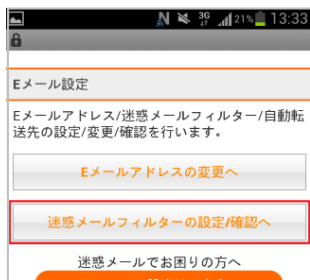 3G 21% 13:33
Eメール設定
Eメールアドレス/迷惑メールフィルター/自動転
送先の設定/変更/確認を行います。
Eメールアドレスの変更へ
迷惑メールフィルターの設定/確認へ
迷惑メールでお困りの方へ